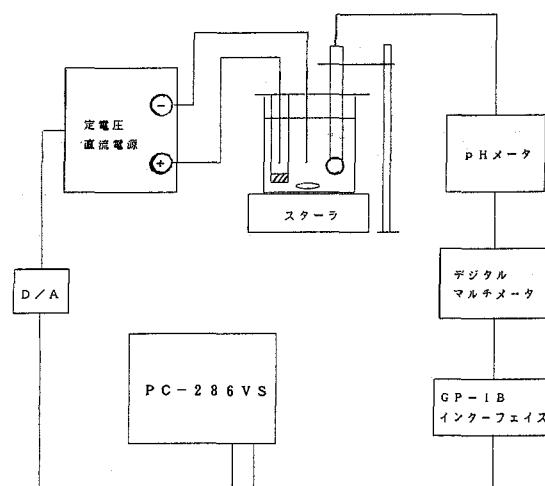 定電圧
直流電源
−
+
スターラ
pHメータ
デジタル
マルチメータ
D/A
PC-286VS
GP-IB
インターフェイス